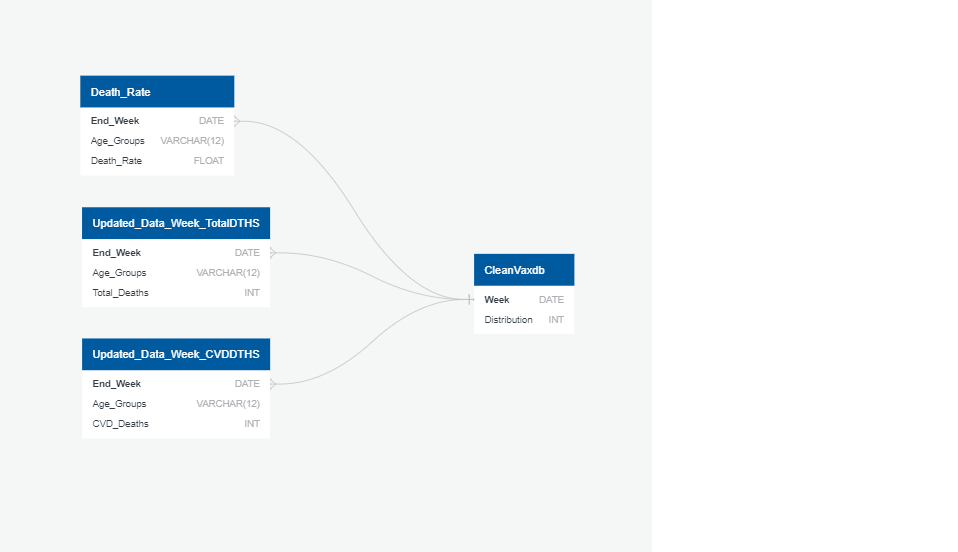 Death_Rate
End_Week DATE
Age_Groups VARCHAR(12)
Death_Rate FLOAT
Updated_Data_Week_TotalDTHS
End_Week DATE
Age_Groups VARCHAR(12)
Total_Deaths INT
Updated_Data_Week_CVDDTHS
End_Week DATE
Age_Groups VARCHAR(12)
CVD_Deaths INT
CleanVaxdb
Week DATE
Distribution INT